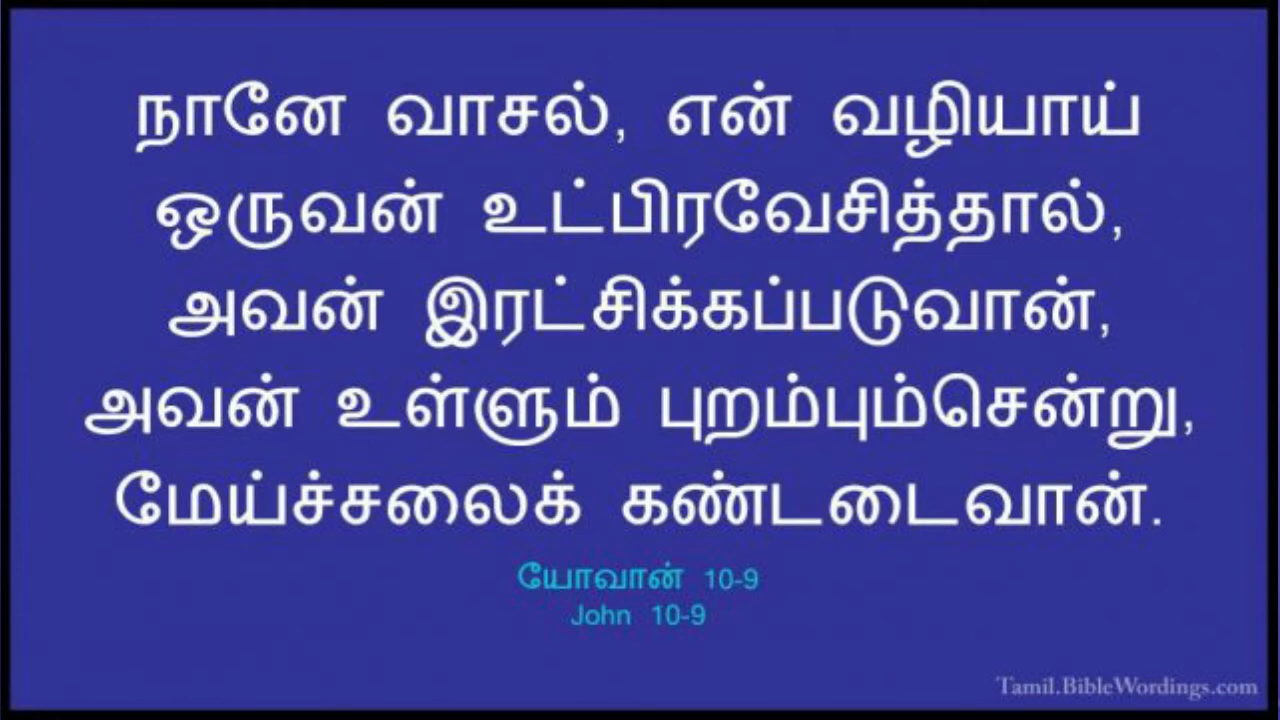 நானே வாசல், என் வழியாய்
ஒருவன் உட்பிரவேசித்தால்,
அவன் இரட்சிக்கப்படுவான்,
அவன் உள்ளும் புறம்பும்சென்று,
மேய்ச்சலைக் கண்டடைவான்.
யோவான் 10-9
John 10-9
Tamil.BibleWordings.com